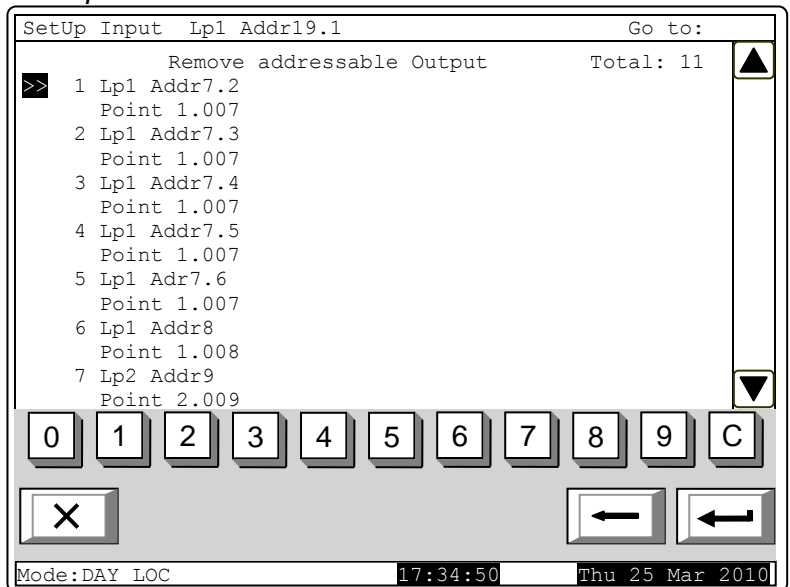 SetUp Input Lp1 Addr19.1 Go to:
Remove addressable Output Total: 11
>> 1 Lp1 Addr7.2
Point 1.007
2 Lp1 Addr7.3
Point 1.007
3 Lp1 Addr7.4
Point 1.007
4 Lp1 Addr7.5
Point 1.007
5 Lp1 Adr7.6
Point 1.007
6 Lp1 Addr8
Point 1.008
7 Lp2 Addr9
Point 2.009
0 1 2 3 4 5 6 7 8 9 C
Mode:DAY LOC 17:34:50 Thu 25 Mar 2010